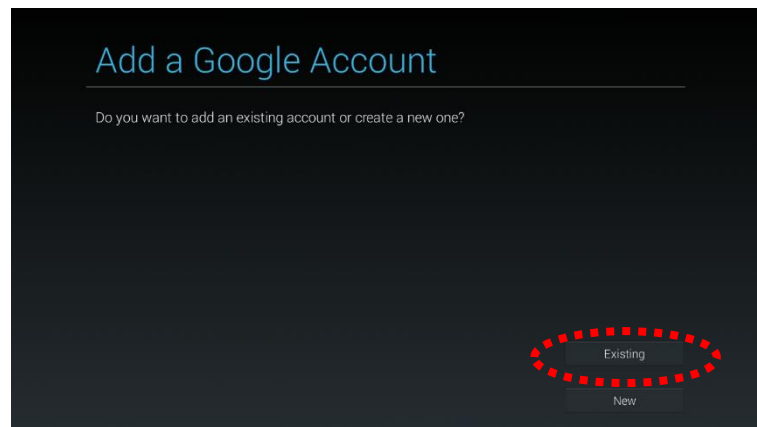 Add a Google Account
Do you want to add an existing account or create a new one?
Existing
New